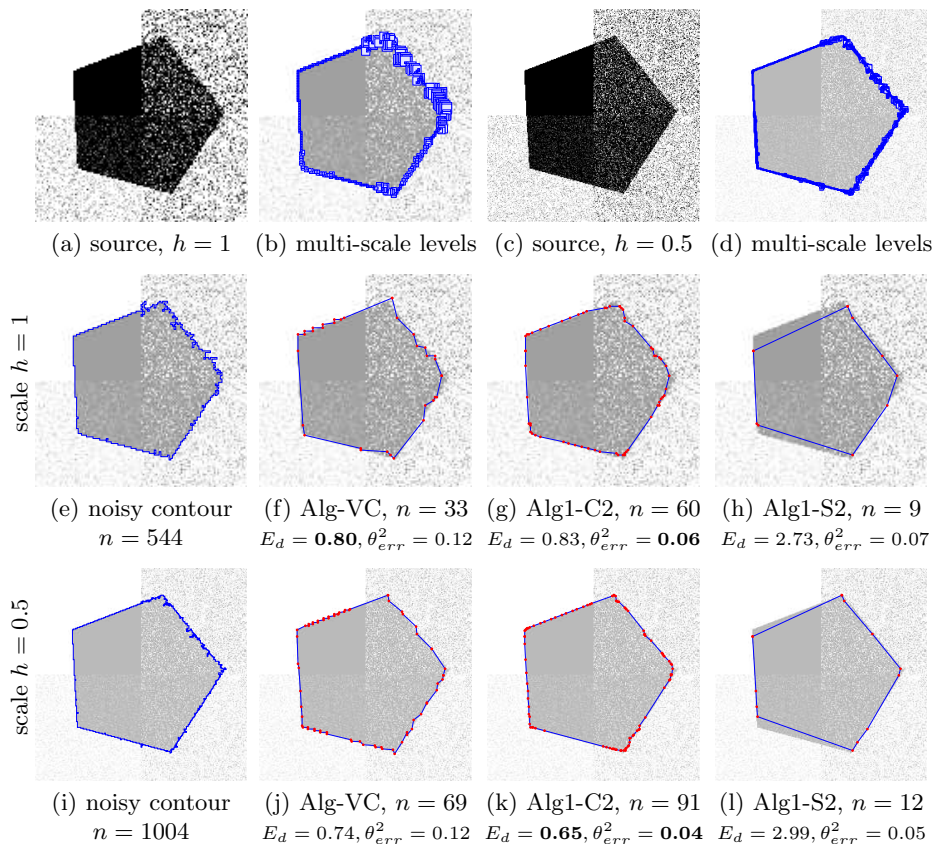 (a) source, h = 1
(b) multi-scale levels
(c) source, h = 0.5
(d) multi-scale levels
scale h = 1
(e) noisy contour
n = 544
(f) Alg-VC, n = 33
E_d = 0.80, θ²_err = 0.12
(g) Alg1-C2, n = 60
E_d = 0.83, θ²_err = 0.06
(h) Alg1-S2, n = 9
E_d = 2.73, θ²_err = 0.07
scale h = 0.5
(i) noisy contour
n = 1004
(j) Alg-VC, n = 69
E_d = 0.74, θ²_err = 0.12
(k) Alg1-C2, n = 91
E_d = 0.65, θ²_err = 0.04
(l) Alg1-S2, n = 12
E_d = 2.99, θ²_err = 0.05